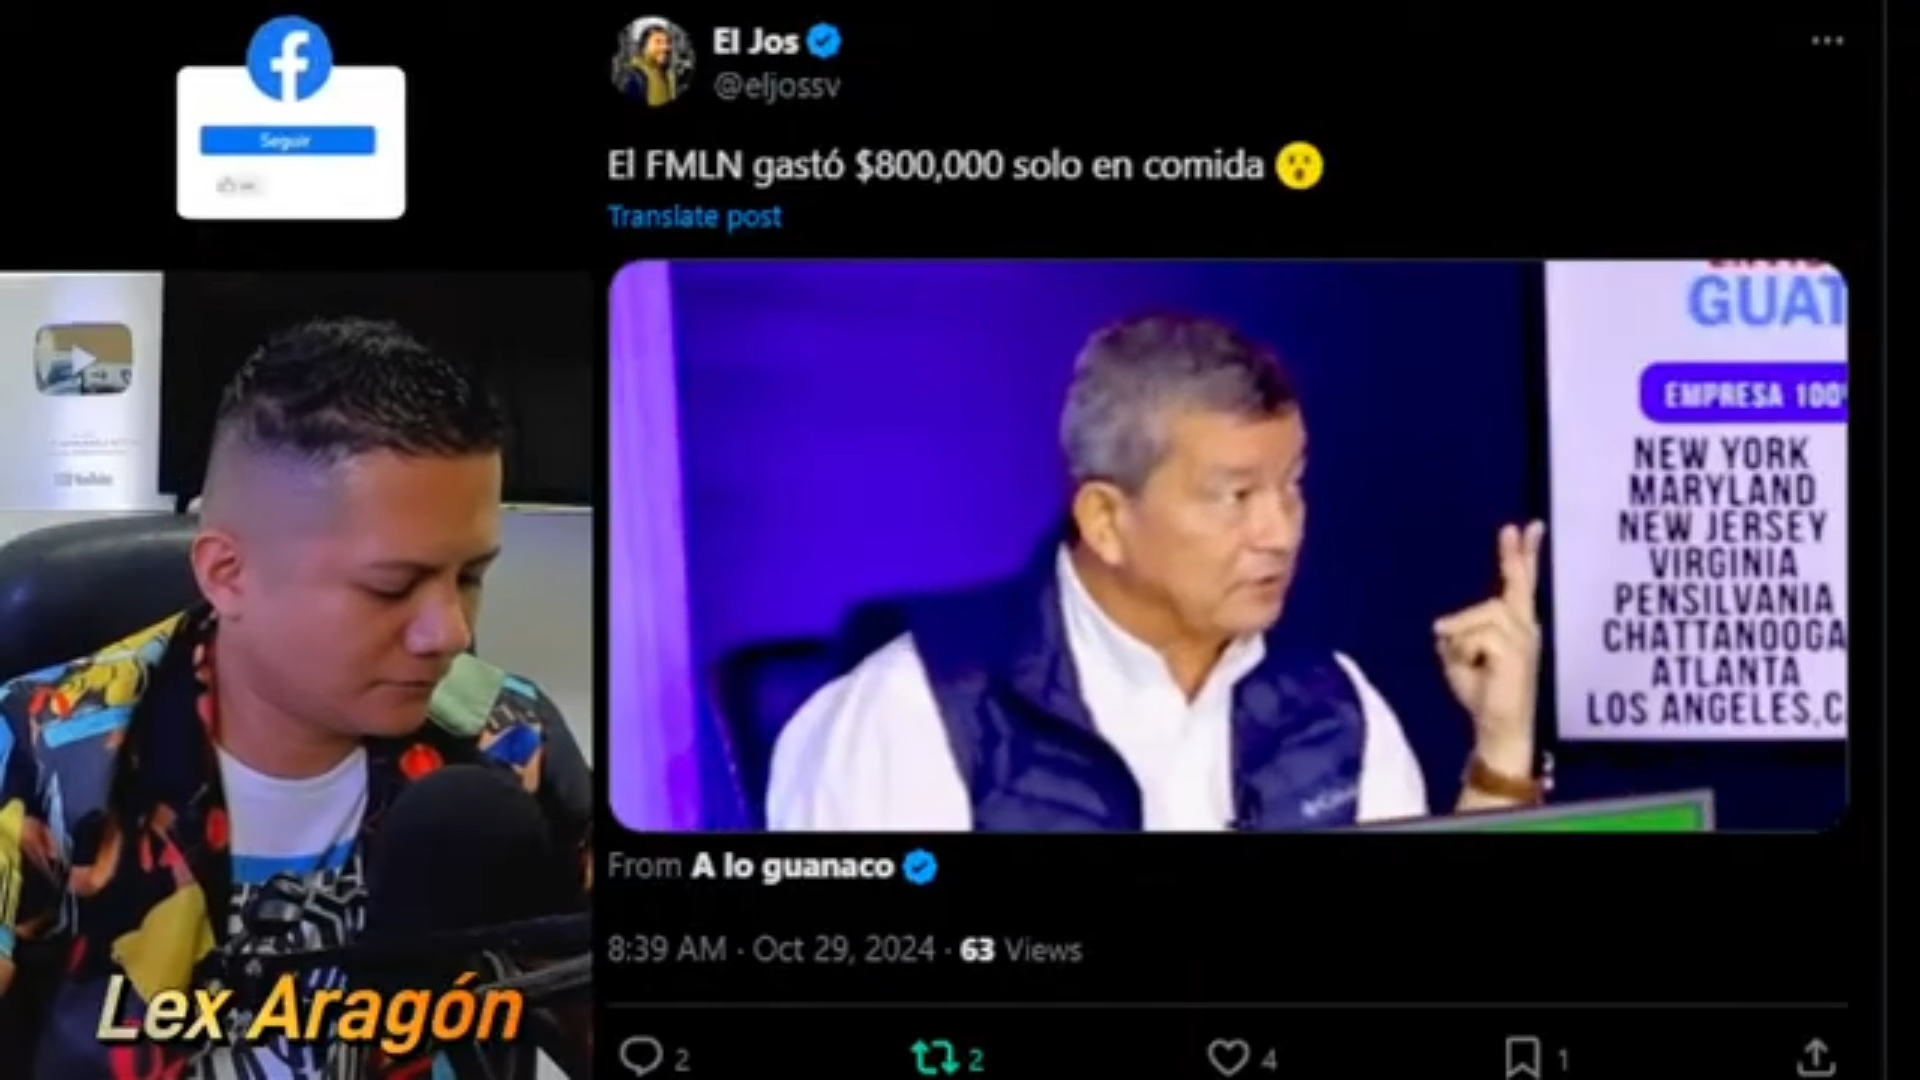 Seguir
El Jos
@eljossv
El FMLN gastó $800,000 solo en comida
Translate post
GUAT
EMPRESA 100%
NEW YORK
MARYLAND
NEW JERSEY
VIRGINIA
PENSILVANIA
CHATTANOOGA
ATLANTA
LOS ANGELES,C
From A lo guanaco
8:39 AM · Oct 29, 2024 · 63 Views
2
2
4
1
Lex Aragón